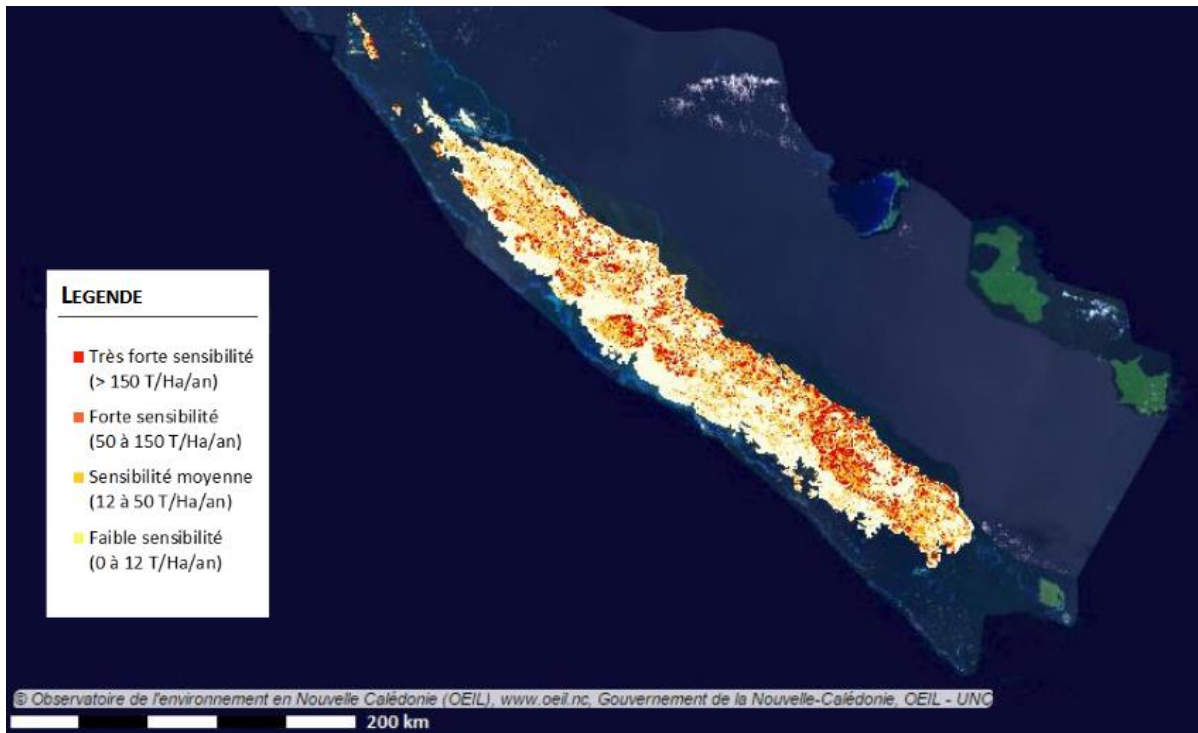 LEGENDE
Très forte sensibilité
(> 150 T/Ha/an)
Forte sensibilité
(50 à 150 T/Ha/an)
Sensibilité moyenne
(12 à 50 T/Ha/an)
Faible sensibilité
(0 à 12 T/Ha/an)
© Observatoire de l'environnement en Nouvelle Calédonie (OEIL), www.oeil.nc, Gouvernement de la Nouvelle-Calédonie, OEIL - UNC
200 km